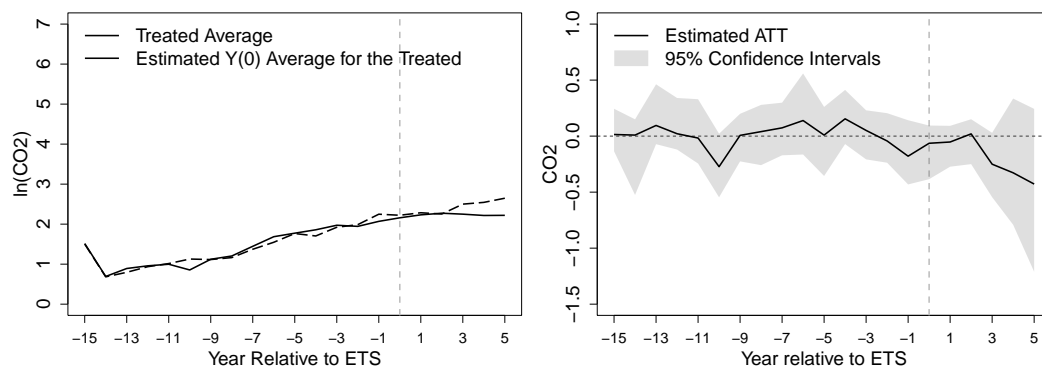 Treated Average
Estimated Y(0) Average for the Treated
ln(CO2)
7
6
5
4
3
2
1
0
−15 −13 −11 −9 −7 −5 −3 −1 1 3 5
Year Relative to ETS
Estimated ATT
95% Confidence Intervals
CO2
1.0
0.5
0.0
−0.5
−1.0
−1.5
−15 −13 −11 −9 −7 −5 −3 −1 1 3 5
Year relative to ETS